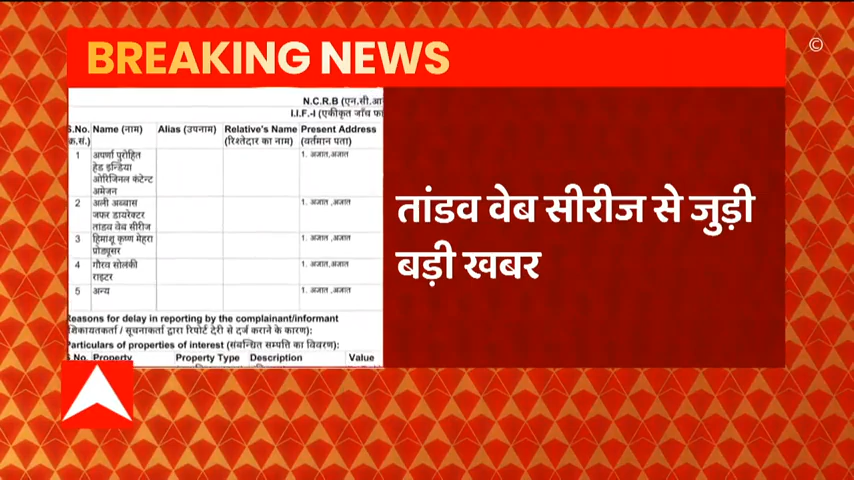 BREAKING NEWS
©
N.C.R.B (एन.सी.आ
I.I.F.-I (एकीकृत जाँच फा
S.No. Name (नाम) Alias (उपनाम) Relative's Name Present Address
क्र.सं.) (रिश्तेदार का नाम) (वर्तमान पता)
1 अपर्णा पुरोहित 1. अज्ञात,अज्ञात
हेड इन्डिया
ओरिजिनल कंटेन्ट
अमेजन
2 अली अब्बास 1. अज्ञात ,अज्ञात
जफर डायरेक्टर
तांडव वेब सीरीज
3 हिमांशु कृष्ण मेहरा 1. अज्ञात,अज्ञात
प्रोड्यूसर
4 गौरव सोलंकी 1. अज्ञात,अज्ञात
राइटर
5 अन्य 1. अज्ञात ,अज्ञात
Reasons for delay in reporting by the complainant/informant
शिकायतकर्ता / सूचनाकर्ता द्वारा रिपोर्ट देरी से दर्ज कराने के कारण):
Particulars of properties of interest (संबन्धित सम्पत्ति का विवरण):
S.No. Property Property Type Description Value
तांडव वेब सीरीज से जुड़ी
बड़ी खबर